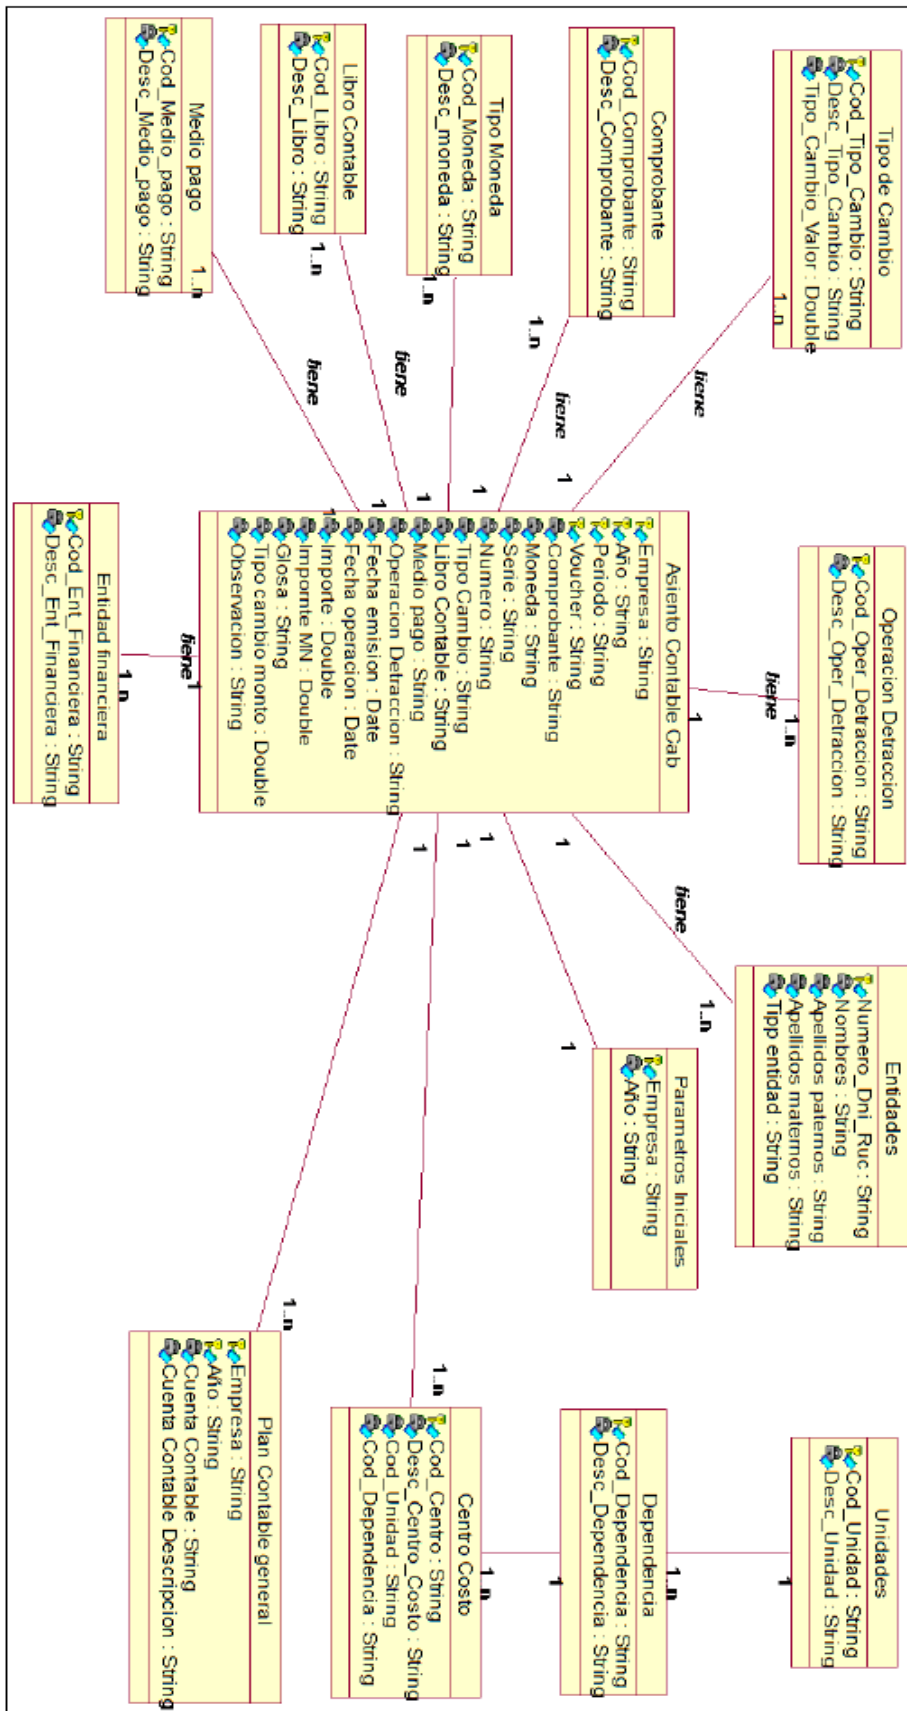 Tipo de Cambio
Cod_Tipo_Cambio : String
Desc_Tipo_Cambio : String
Tipo_Cambio_Valor : Double
1..n
tiene
1
Comprobante
Cod_Comprobante : String
Desc_Comprobante : String
1..n
tiene
1
Tipo Moneda
Cod_Moneda : String
Desc_moneda : String
1..n
tiene
1
Libro Contable
Cod_Libro : String
Desc_Libro : String
1..n
tiene
1
Medio pago
Cod_Medio_pago : String
Desc_Medio_pago : String
1..n
tiene
1
Operacion Detraccion
Cod_Oper_Detraccion : String
Desc_Oper_Detraccion : String
1..n
tiene
1
Asiento Contable Cab
Empresa : String
Año : String
Periodo : String
Voucher : String
Comprobante : String
Moneda : String
Serie : String
Numero : String
Tipo Cambio : String
Libro Contable : String
Medio pago : String
Operacion Detraccion : String
Fecha emision : Date
Fecha operacion : Date
Importe : Double
Impornte MN : Double
Glosa : String
Tipo cambio monto : Double
Observacion : String
tiene
1
1..n
Entidad financiera
Cod_Ent_Financiera : String
Desc_Ent_Financiera : String
Entidades
Numero_Dni_Ruc : String
Nombres : String
Apellidos paternos : String
Apellidos maternos : String
Tipp entidad : String
1..n
tiene
1
Parametros Iniciales
Empresa : String
Año : String
1
1
1
1
Unidades
Cod_Unidad : String
Desc_Unidad : String
1
1..n
Dependencia
Cod_Dependencia : String
Desc_Dependencia : String
1
1..n
Centro Costo
Cod_Centro : String
Desc_Centro_Costo : String
Cod_Unidad : String
Cod_Dependencia : String
1..n
Plan Contable general
Empresa : String
Año : String
Cuenta Contable : String
Cuenta Contable Descripcion : String
1..n